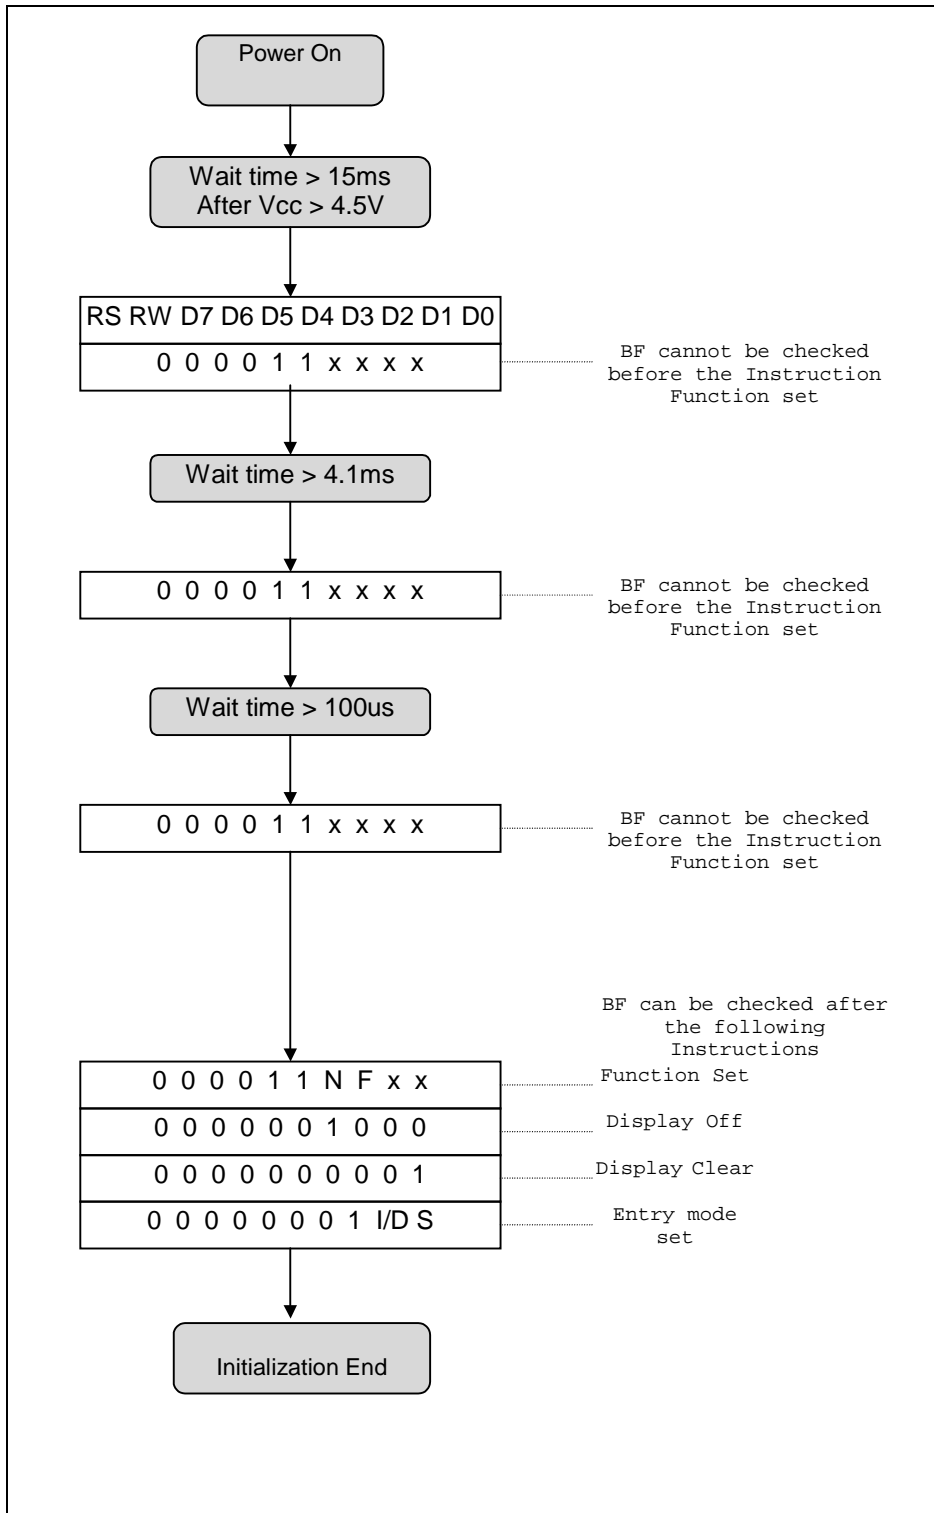 Power On
Wait time > 15ms
After Vcc > 4.5V
RS RW D7 D6 D5 D4 D3 D2 D1 D0
0 0 0 0 1 1 x x x x
BF cannot be checked
before the Instruction
Function set
Wait time > 4.1ms
0 0 0 0 1 1 x x x x
BF cannot be checked
before the Instruction
Function set
Wait time > 100us
0 0 0 0 1 1 x x x x
BF cannot be checked
before the Instruction
Function set
BF can be checked after
the following
Instructions
0 0 0 0 1 1 N F x x
Function Set
0 0 0 0 0 0 1 0 0 0
Display Off
0 0 0 0 0 0 0 0 0 1
Display Clear
0 0 0 0 0 0 0 1 I/D S
Entry mode
set
Initialization End